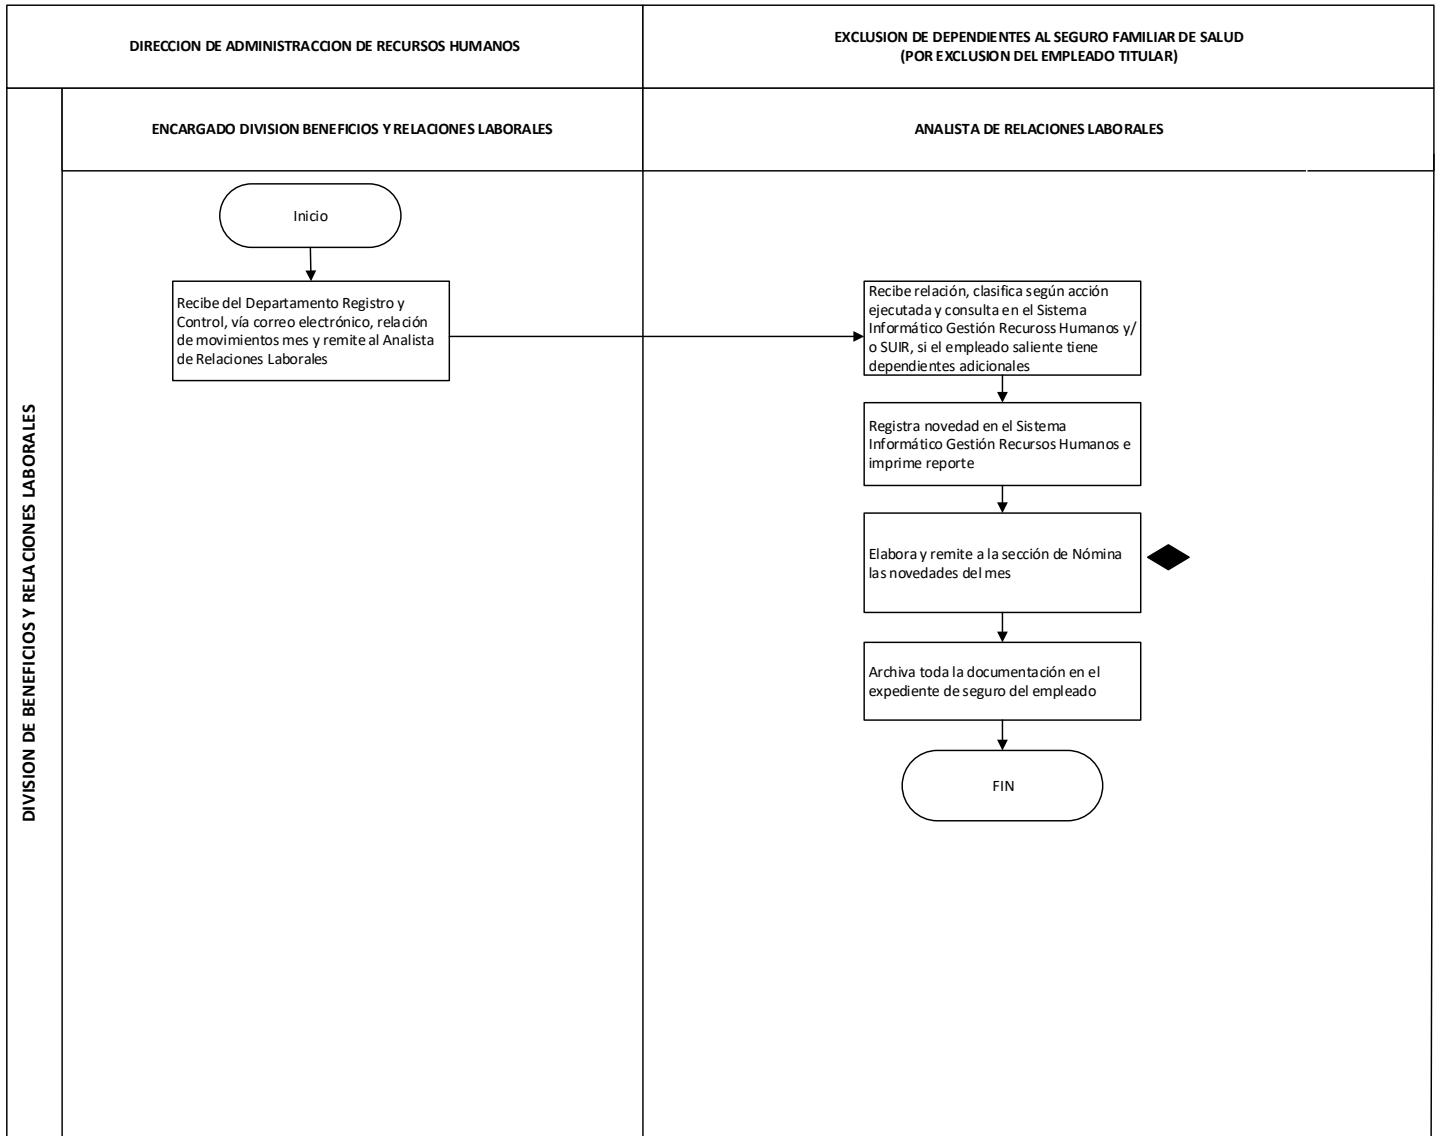 DIRECCION DE ADMINISTRACCION DE RECURSOS HUMANOS
EXCLUSION DE DEPENDIENTES AL SEGURO FAMILIAR DE SALUD
(POR EXCLUSION DEL EMPLEADO TITULAR)
DIVISION DE BENEFICIOS Y RELACIONES LABORALES
ENCARGADO DIVISION BENEFICIOS Y RELACIONES LABORALES
ANALISTA DE RELACIONES LABORALES
Inicio
Recibe del Departamento Registro y
Control, vía correo electrónico, relación
de movimientos mes y remite al Analista
de Relaciones Laborales
Recibe relación, clasifica según acción
ejecutada y consulta en el Sistema
Informático Gestión Recuross Humanos y/
o SUIR, si el empleado saliente tiene
dependientes adicionales
Registra novedad en el Sistema
Informático Gestión Recursos Humanos e
imprime reporte
Elabora y remite a la sección de Nómina
las novedades del mes
Archiva toda la documentación en el
expediente de seguro del empleado
FIN